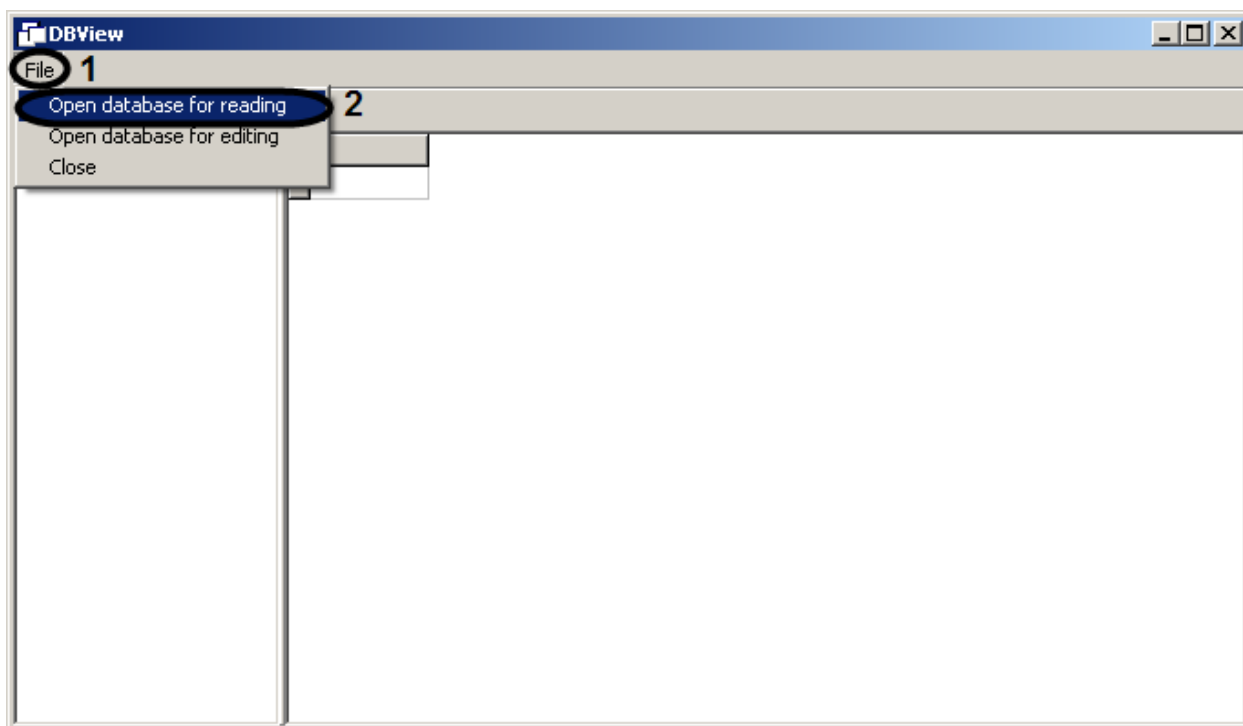 DBView
File 1
Open database for reading 2
Open database for editing
Close